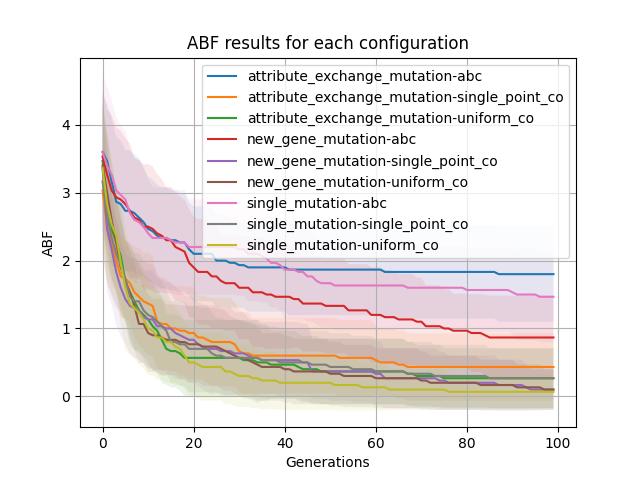 ABF results for each configuration
attribute_exchange_mutation-abc
attribute_exchange_mutation-single_point_co
attribute_exchange_mutation-uniform_co
new_gene_mutation-abc
new_gene_mutation-single_point_co
new_gene_mutation-uniform_co
single_mutation-abc
single_mutation-single_point_co
single_mutation-uniform_co
ABF
4
3
2
1
0
0 20 40 60 80 100
Generations